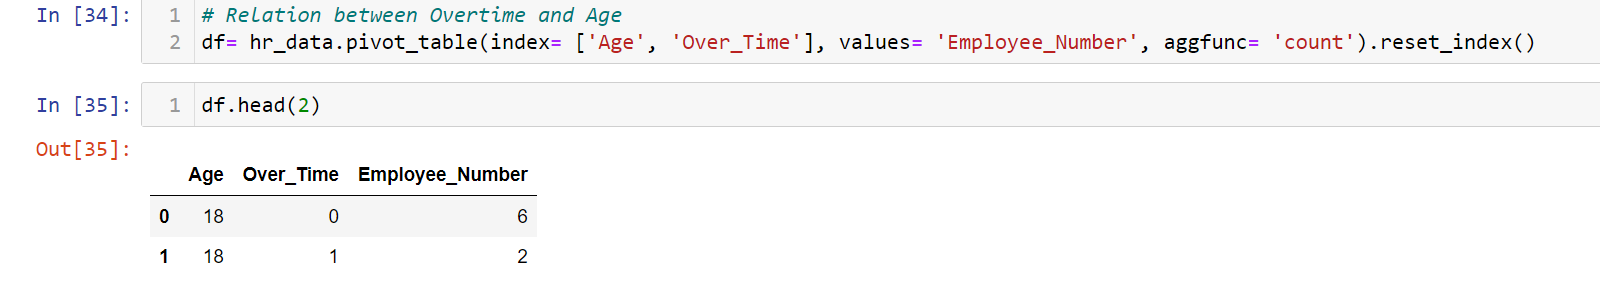 In [34]:
1 # Relation between Overtime and Age
2 df= hr_data.pivot_table(index= ['Age', 'Over_Time'], values= 'Employee_Number', aggfunc= 'count').reset_index()
In [35]:
1 df.head(2)
Out[35]:
Age Over_Time Employee_Number
0 18 0 6
1 18 1 2